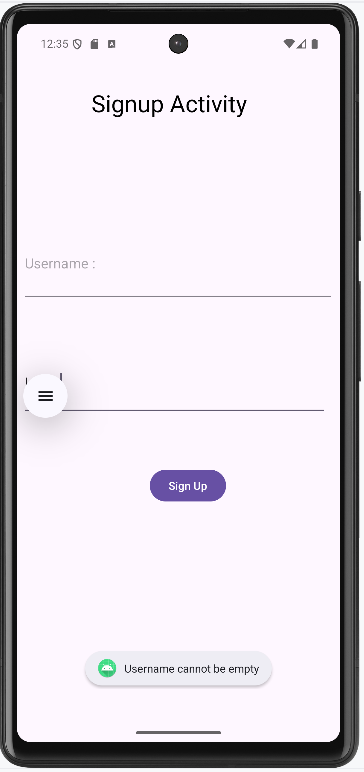 12:35
Signup Activity
Username :
Sign Up
Username cannot be empty